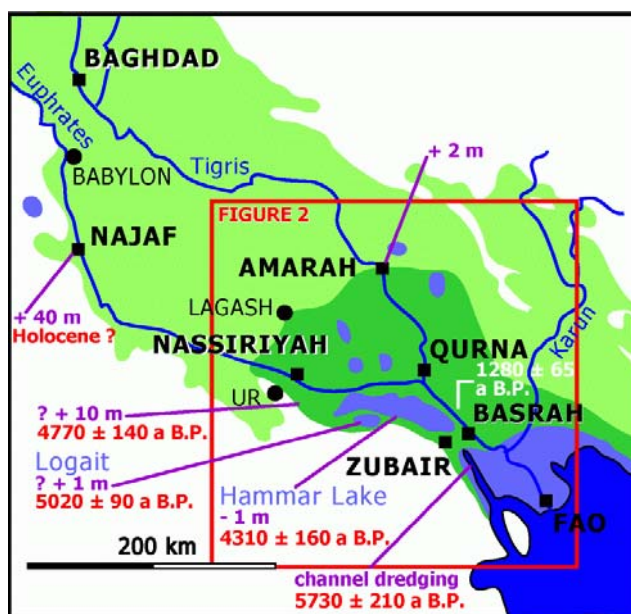 BAGHDAD
Euphrates
BABYLON
Tigris
+ 2 m
FIGURE 2
NAJAF
AMARAH
LAGASH
+ 40 m
Holocene ?
NASSIRIYAH
QURNA
Karun
1280 ± 65
a B.P.
UR
? + 10 m
4770 ± 140 a B.P.
BASRAH
ZUBAIR
Logait
? + 1 m
5020 ± 90 a B.P.
Hammar Lake
- 1 m
4310 ± 160 a B.P.
FAO
200 km
channel dredging
5730 ± 210 a B.P.